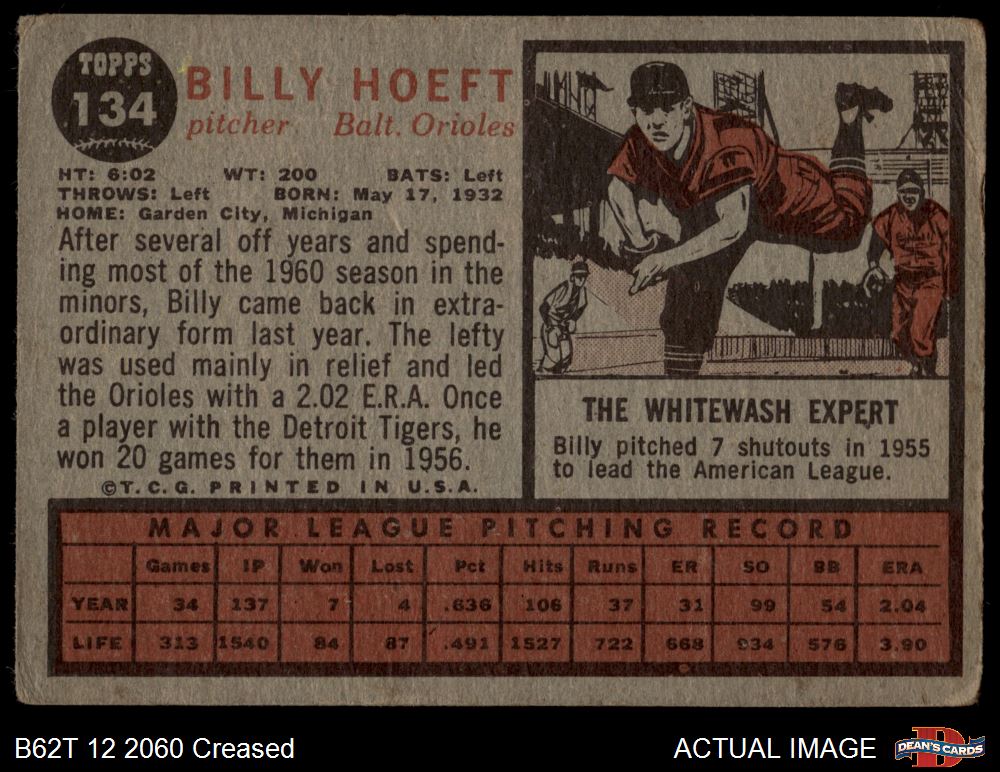 TOPPS
134
BILLY HOEFT
pitcher Balt. Orioles
HT: 6:02 WT: 200 BATS: Left
THROWS: Left BORN: May 17, 1932
HOME: Garden City, Michigan
After several off years and spend-
ing most of the 1960 season in the
minors, Billy came back in extra-
ordinary form last year. The lefty
was used mainly in relief and led
the Orioles with a 2.02 E.R.A. Once
a player with the Detroit Tigers, he
won 20 games for them in 1956.
©T.C.G. PRINTED IN U.S.A.
THE WHITEWASH EXPERT
Billy pitched 7 shutouts in 1955
to lead the American League.
MAJOR LEAGUE PITCHING RECORD
Games IP Won Lost Pct Hits Runs ER SO BB ERA
YEAR 34 137 7 4 .636 106 37 31 99 54 2.04
LIFE 313 1540 84 87 .491 1527 722 668 934 576 3.90
B62T 12 2060 Creased
ACTUAL IMAGE
DEAN'S CARDS